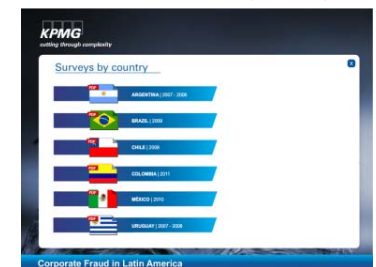 KPMG
cutting through complexity
Surveys by country
x
PDF
ARGENTINA | 2007 - 2008
PDF
BRAZIL | 2009
PDF
CHILE | 2008
PDF
COLOMBIA | 2011
PDF
MÉXICO | 2010
PDF
URUGUAY | 2007 - 2008
Corporate Fraud in Latin America